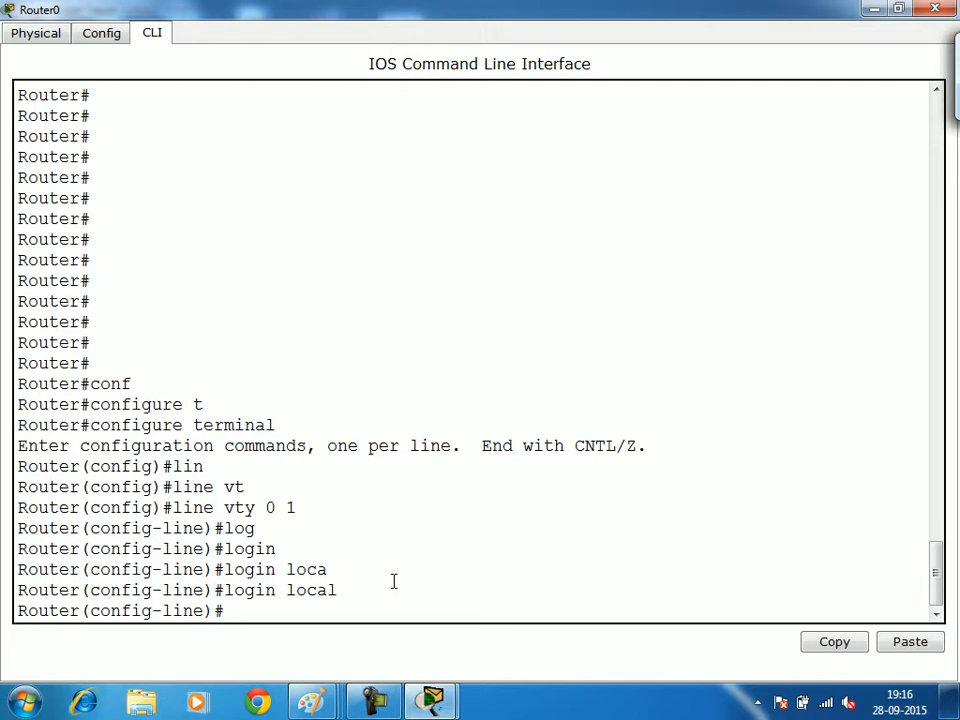 Router0
Physical
Config
CLI
IOS Command Line Interface
Router#
Router#
Router#
Router#
Router#
Router#
Router#
Router#
Router#
Router#
Router#
Router#
Router#
Router#
Router#conf
Router#configure t
Router#configure terminal
Enter configuration commands, one per line.  End with CNTL/Z.
Router(config)#lin
Router(config)#line vt
Router(config)#line vty 0 1
Router(config-line)#log
Router(config-line)#login
Router(config-line)#login loca
Router(config-line)#login local
Router(config-line)#
Copy
Paste
19:16
28-09-2015